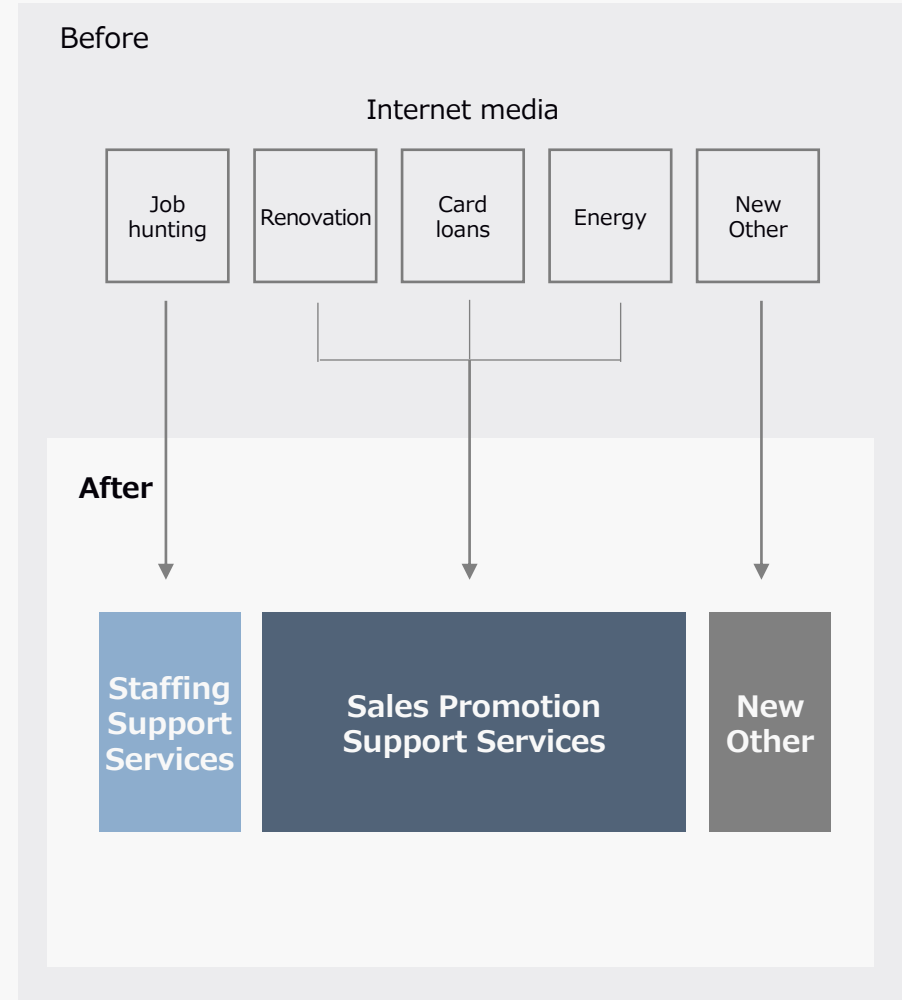 Before
Internet media
Job
hunting
Renovation
Card
loans
Energy
New
Other
After
Staffing
Support
Services
Sales Promotion
Support Services
New
Other